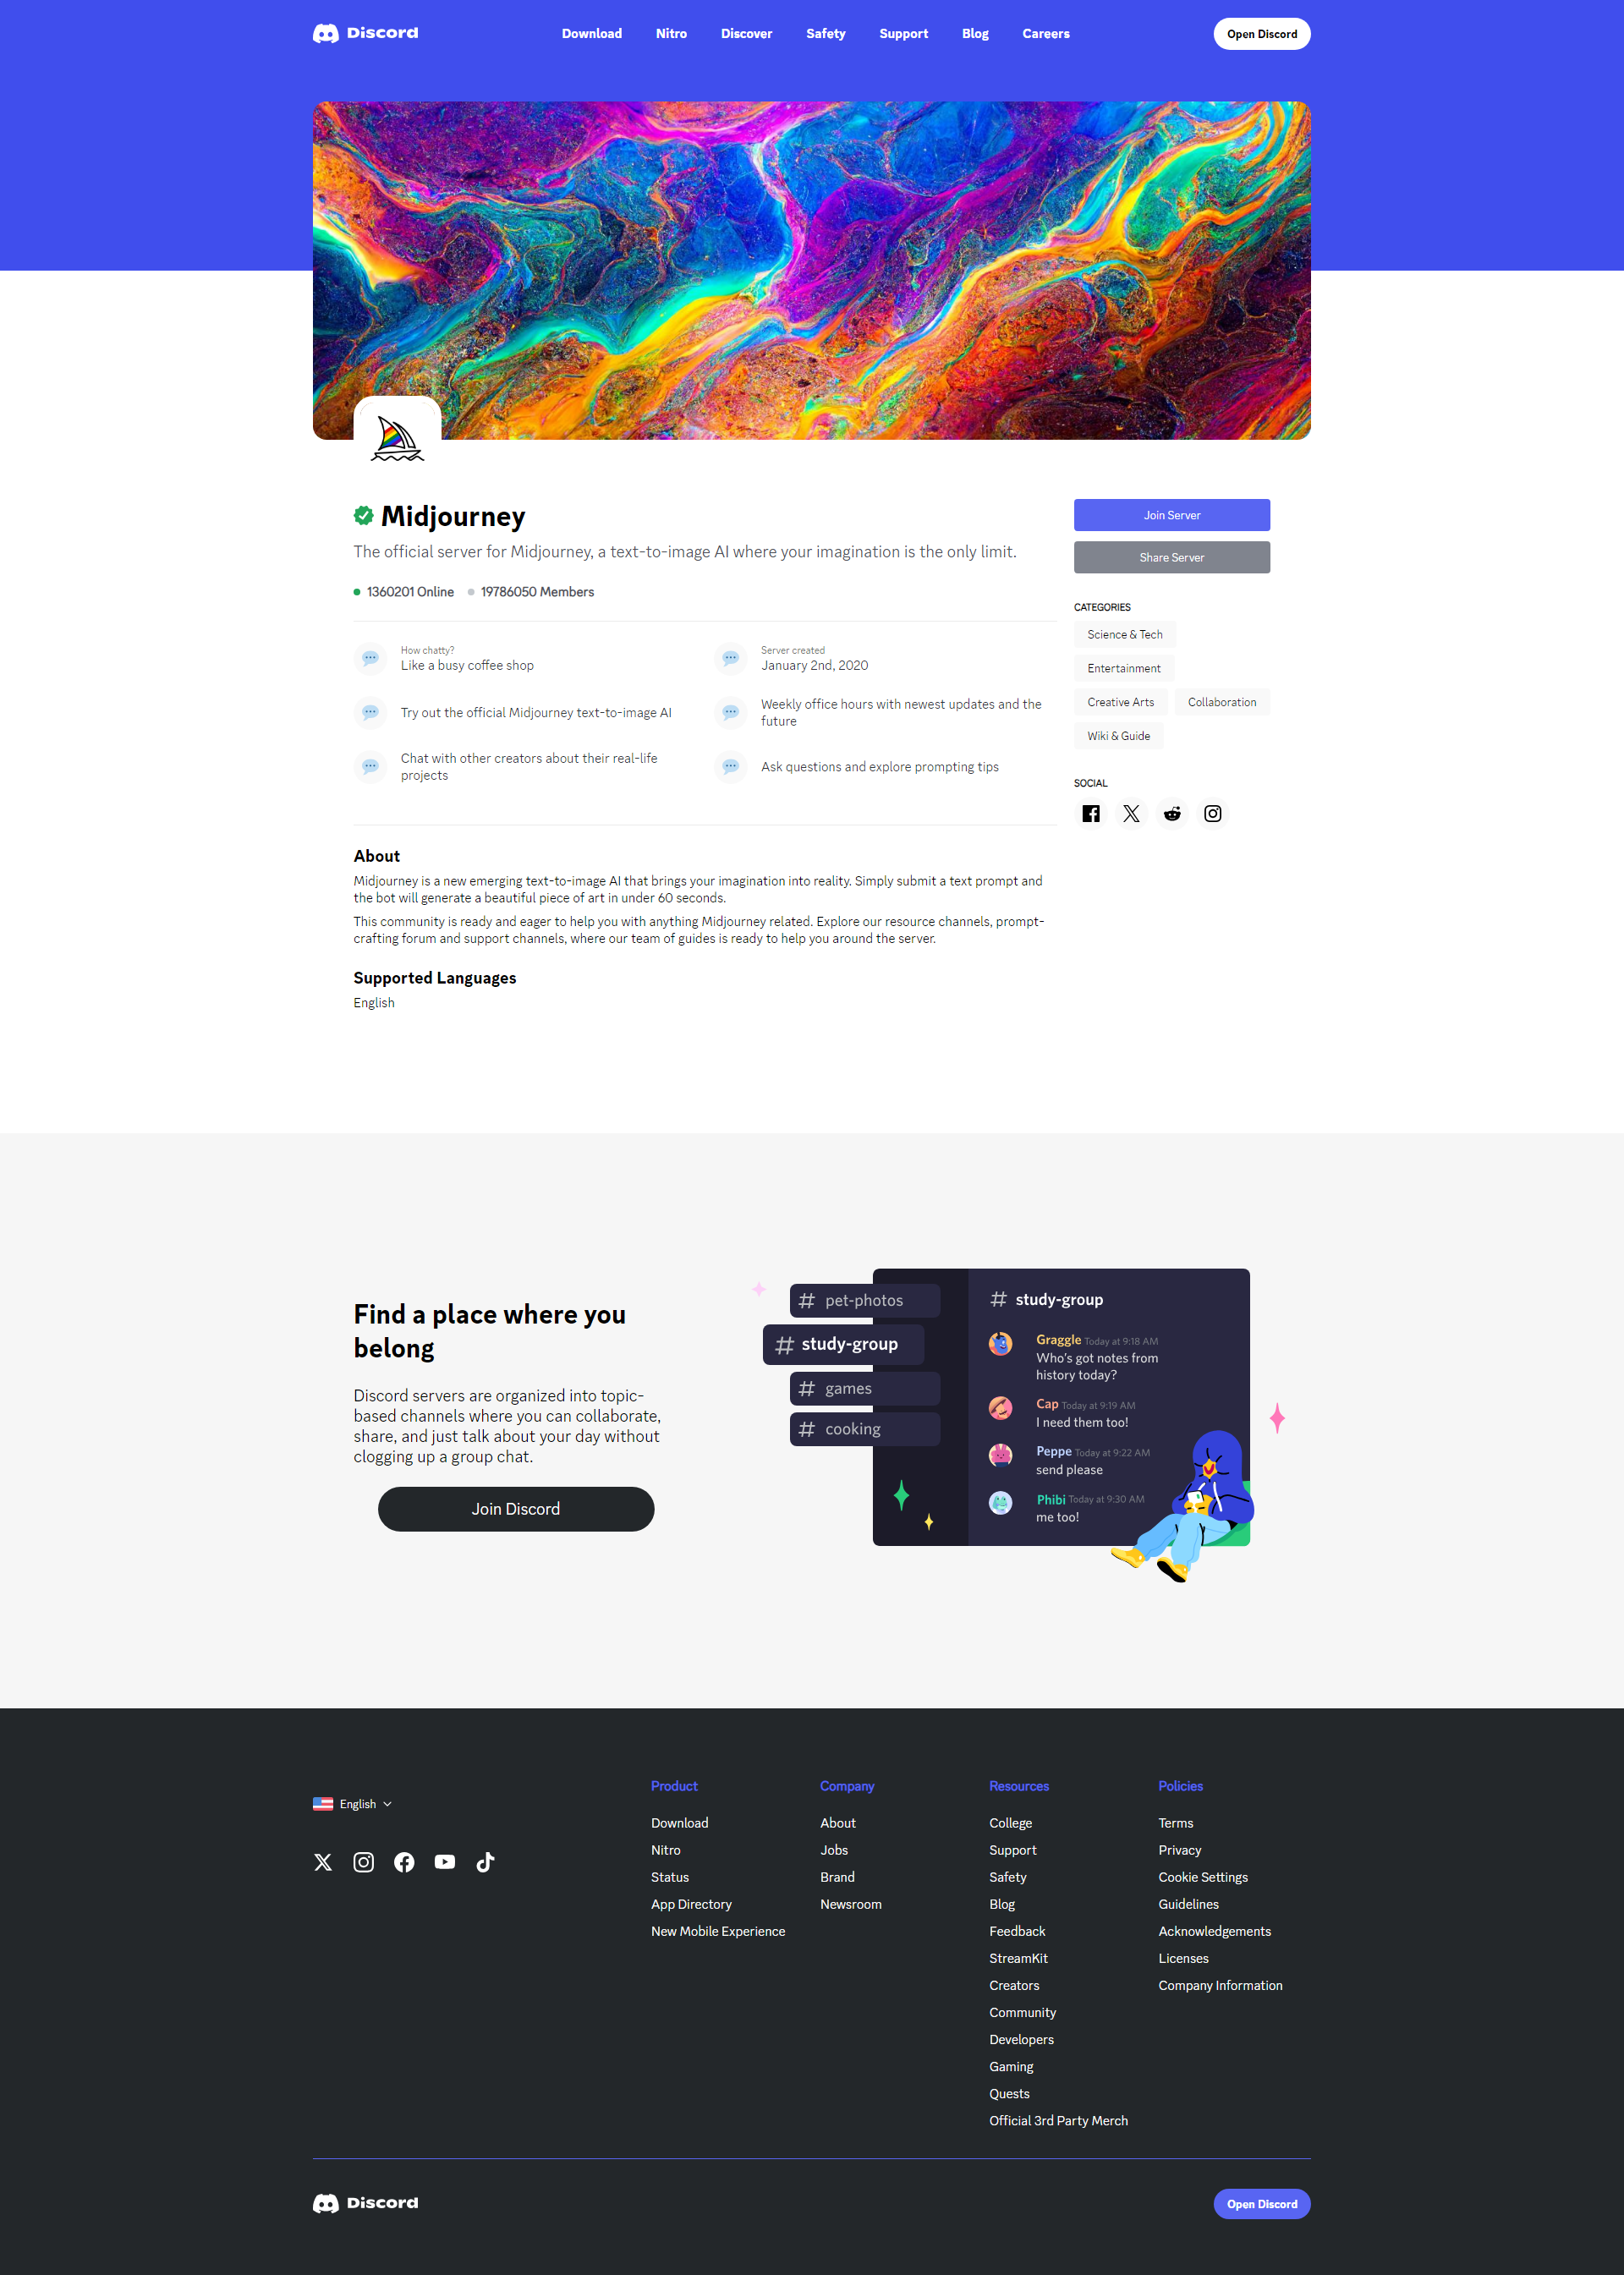 Discord
Download Nitro Discover Safety Support Blog Careers
Open Discord
Midjourney
The official server for Midjourney, a text-to-image AI where your imagination is the only limit.
1360201 Online 19786050 Members
How chatty?
Like a busy coffee shop
Server created
January 2nd, 2020
Try out the official Midjourney text-to-image AI
Weekly office hours with newest updates and the
future
Chat with other creators about their real-life
projects
Ask questions and explore prompting tips
About
Midjourney is a new emerging text-to-image AI that brings your imagination into reality. Simply submit a text prompt and
the bot will generate a beautiful piece of art in under 60 seconds.
This community is ready and eager to help you with anything Midjourney related. Explore our resource channels, prompt-
crafting forum and support channels, where our team of guides is ready to help you around the server.
Supported Languages
English
Join Server
Share Server
CATEGORIES
Science & Tech
Entertainment
Creative Arts Collaboration
Wiki & Guide
SOCIAL
Find a place where you
belong
Discord servers are organized into topic-
based channels where you can collaborate,
share, and just talk about your day without
clogging up a group chat.
Join Discord
# pet-photos
# study-group
# games
# cooking
# study-group
Graggle Today at 9:18 AM
Who's got notes from
history today?
Cap Today at 9:19 AM
I need them too!
Peppe Today at 9:22 AM
send please
Phibi Today at 9:30 AM
me too!
English
Product
Download
Nitro
Status
App Directory
New Mobile Experience
Company
About
Jobs
Brand
Newsroom
Resources
College
Support
Safety
Blog
Feedback
StreamKit
Creators
Community
Developers
Gaming
Quests
Official 3rd Party Merch
Policies
Terms
Privacy
Cookie Settings
Guidelines
Acknowledgements
Licenses
Company Information
Discord
Open Discord